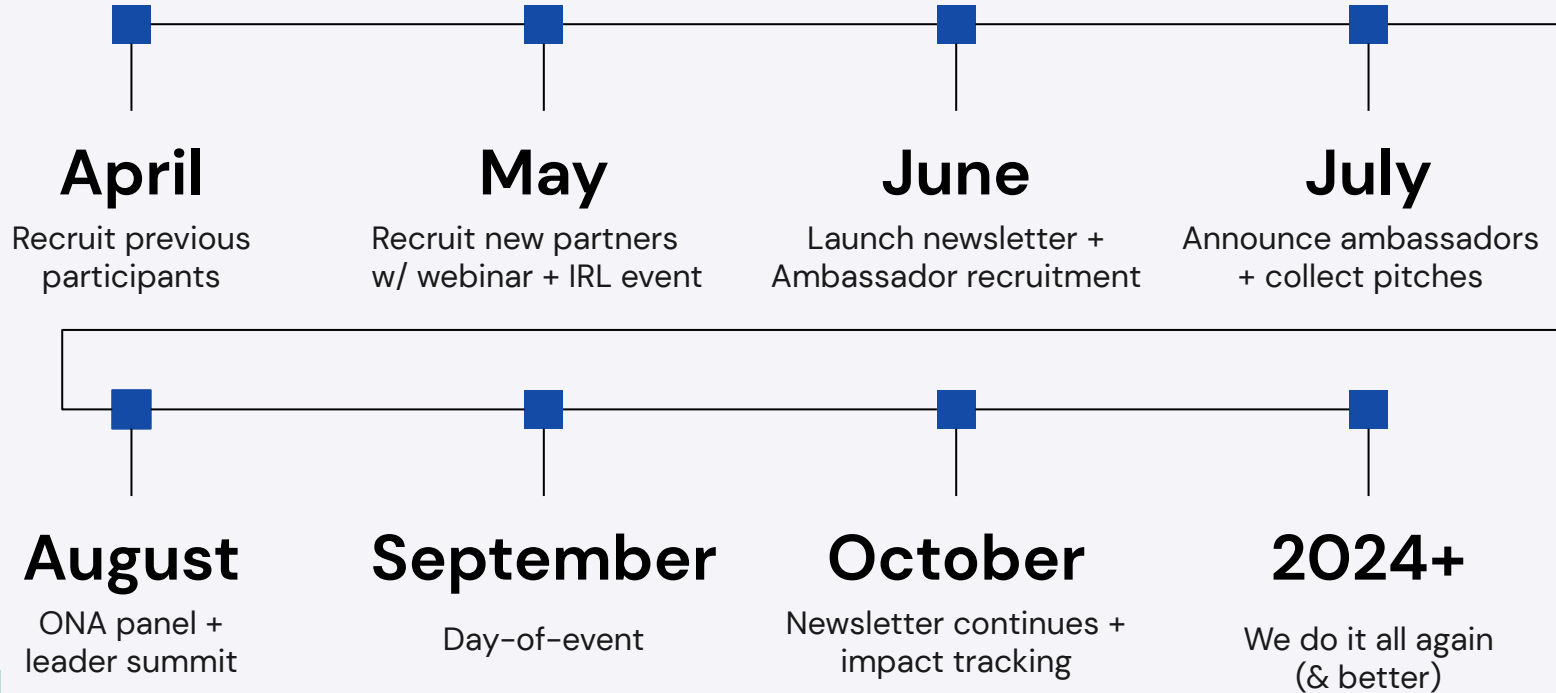 April
Recruit previous
participants
May
Recruit new partners
w/ webinar + IRL event
June
Launch newsletter +
Ambassador recruitment
July
Announce ambassadors
+ collect pitches
August
ONA panel +
leader summit
September
Day-of-event
October
Newsletter continues +
impact tracking
2024+
We do it all again
(& better)